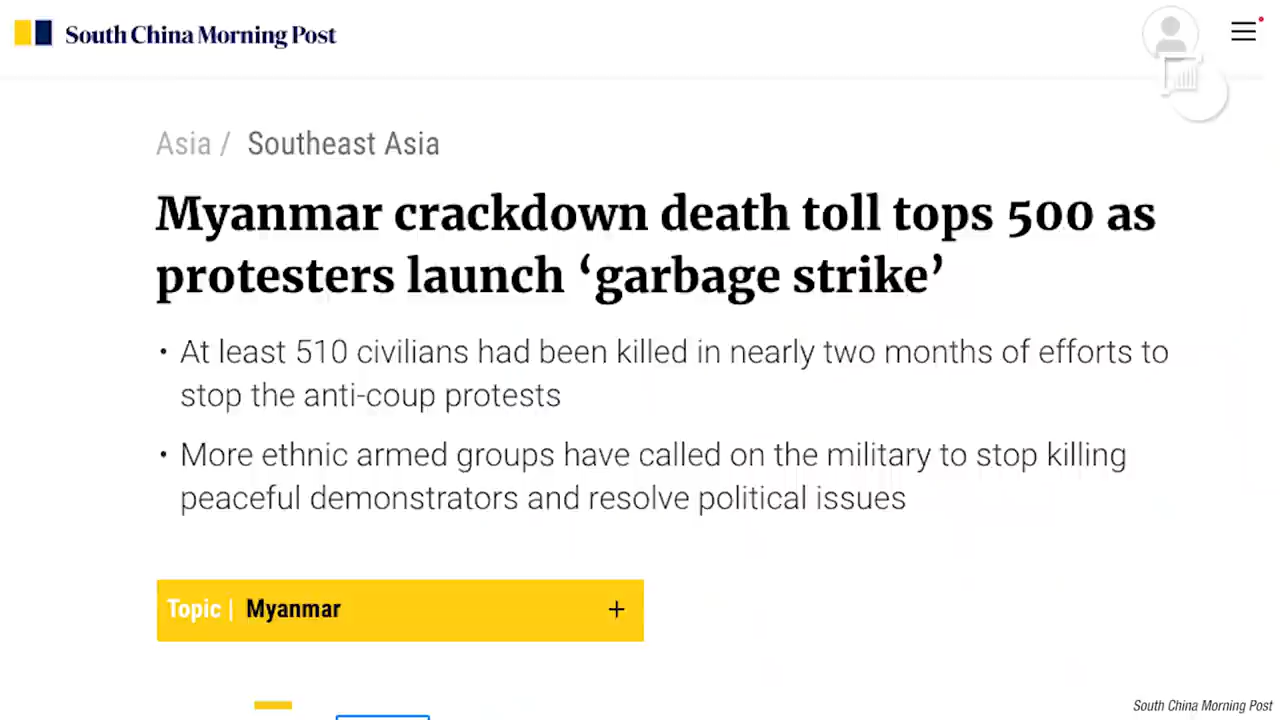 South China Morning Post
Asia / Southeast Asia
Myanmar crackdown death toll tops 500 as
protesters launch ‘garbage strike’
• At least 510 civilians had been killed in nearly two months of efforts to
stop the anti-coup protests
• More ethnic armed groups have called on the military to stop killing
peaceful demonstrators and resolve political issues
Topic | Myanmar +
South China Morning Post